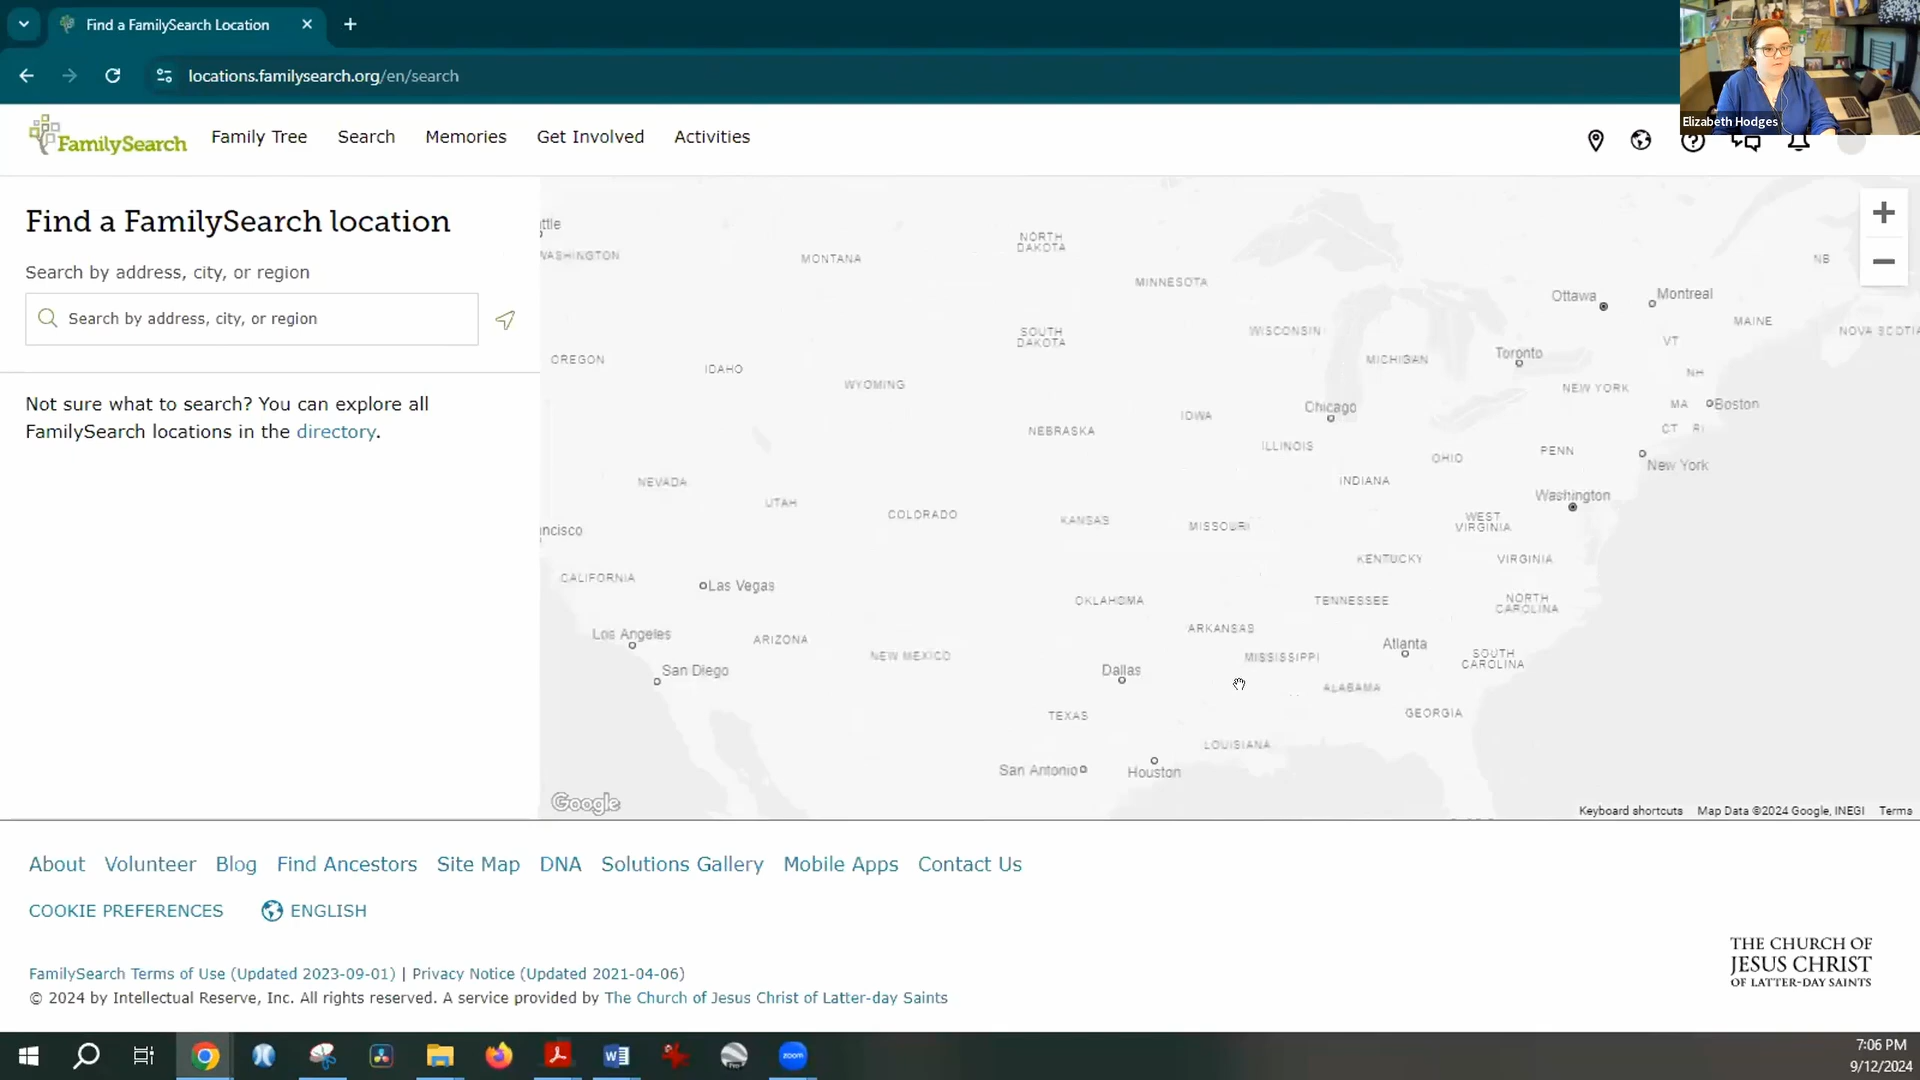 Find a FamilySearch Location
locations.familysearch.org/en/search
Elizabeth Hodges
FamilySearch
Family Tree
Search
Memories
Get Involved
Activities
Find a FamilySearch location
Search by address, city, or region
Search by address, city, or region
Not sure what to search? You can explore all
FamilySearch locations in the directory.
ttle
WASHINGTON
MONTANA
NORTH
DAKOTA
MINNESOTA
NB
Ottawa
Montreal
MAINE
NOVA SCOTIA
OREGON
IDAHO
SOUTH
DAKOTA
WISCONSIN
MICHIGAN
Toronto
VT
NH
WYOMING
NEW YORK
MA
Boston
IOWA
Chicago
CT
RI
NEBRASKA
ILLINOIS
OHIO
PENN
New York
NEVADA
UTAH
INDIANA
Washington
COLORADO
KANSAS
MISSOURI
WEST
VIRGINIA
ncisco
KENTUCKY
VIRGINIA
CALIFORNIA
Las Vegas
OKLAHOMA
TENNESSEE
NORTH
CAROLINA
Los Angeles
ARIZONA
NEW MEXICO
ARKANSAS
Atlanta
San Diego
Dallas
MISSISSIPPI
SOUTH
CAROLINA
ALABAMA
TEXAS
GEORGIA
LOUISIANA
San Antonio
Houston
Google
Keyboard shortcuts
Map Data ©2024 Google, INEGI
Terms
About
Volunteer
Blog
Find Ancestors
Site Map
DNA
Solutions Gallery
Mobile Apps
Contact Us
COOKIE PREFERENCES
ENGLISH
FamilySearch Terms of Use (Updated 2023-09-01) | Privacy Notice (Updated 2021-04-06)
© 2024 by Intellectual Reserve, Inc. All rights reserved. A service provided by The Church of Jesus Christ of Latter-day Saints
THE CHURCH OF
JESUS CHRIST
OF LATTER-DAY SAINTS
zoom
7:06 PM
9/12/2024